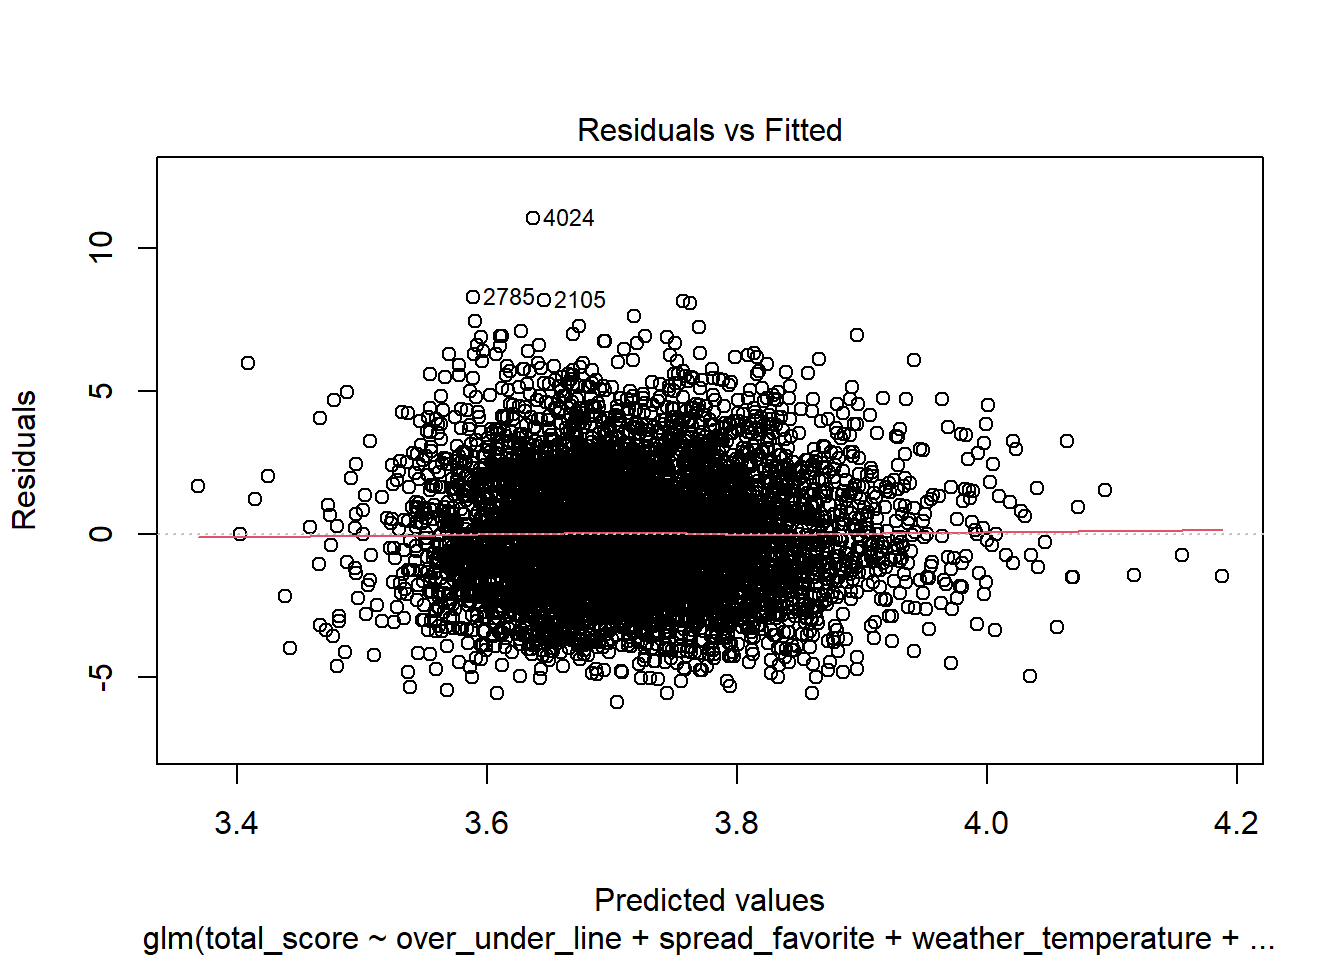 Residuals vs Fitted
Residuals
10
5
0
-5
4024
2785
2105
3.4 3.6 3.8 4.0 4.2
Predicted values
glm(total_score ~ over_under_line + spread_favorite + weather_temperature + ...